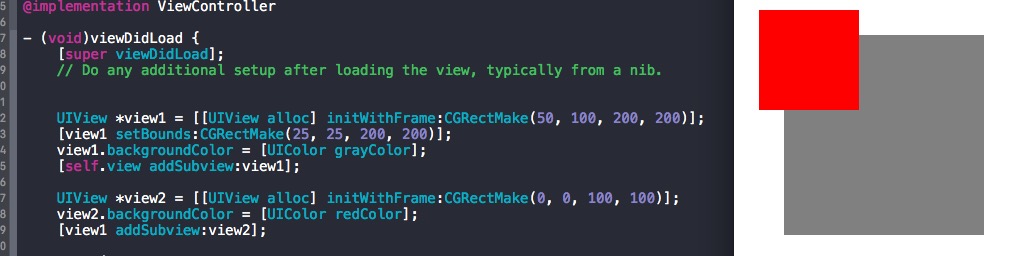 5 @implementation ViewController
6
7 - (void)viewDidLoad {
8 [super viewDidLoad];
9 // Do any additional setup after loading the view, typically from a nib.
0
1
2 UIView *view1 = [[UIView alloc] initWithFrame:CGRectMake(50, 100, 200, 200)];
3 [view1 setBounds:CGRectMake(25, 25, 200, 200)];
4 view1.backgroundColor = [UIColor grayColor];
5 [self.view addSubview:view1];
6
7 UIView *view2 = [[UIView alloc] initWithFrame:CGRectMake(0, 0, 100, 100)];
8 view2.backgroundColor = [UIColor redColor];
9 [view1 addSubview:view2];
0